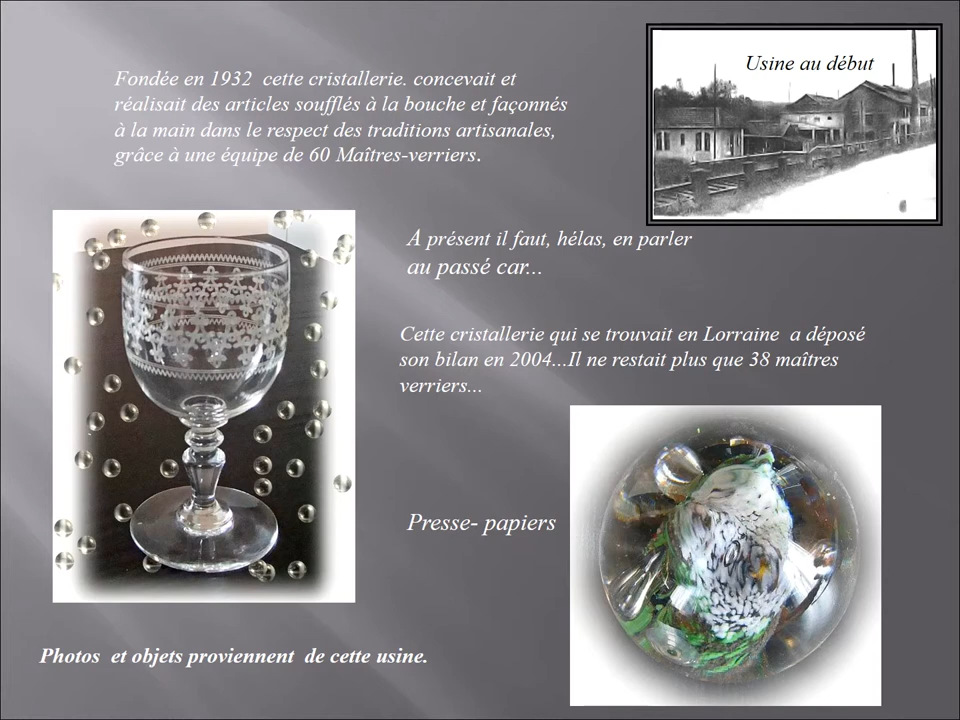 Usine au début
Fondée en 1932 cette cristallerie. concevait et
réalisait des articles soufflés à la bouche et façonnés
à la main dans le respect des traditions artisanales,
grâce à une équipe de 60 Maîtres-verriers.
À présent il faut, hélas, en parler
au passé car...
Cette cristallerie qui se trouvait en Lorraine a déposé
son bilan en 2004...Il ne restait plus que 38 maîtres
verriers...
Presse- papiers
Photos et objets proviennent de cette usine.